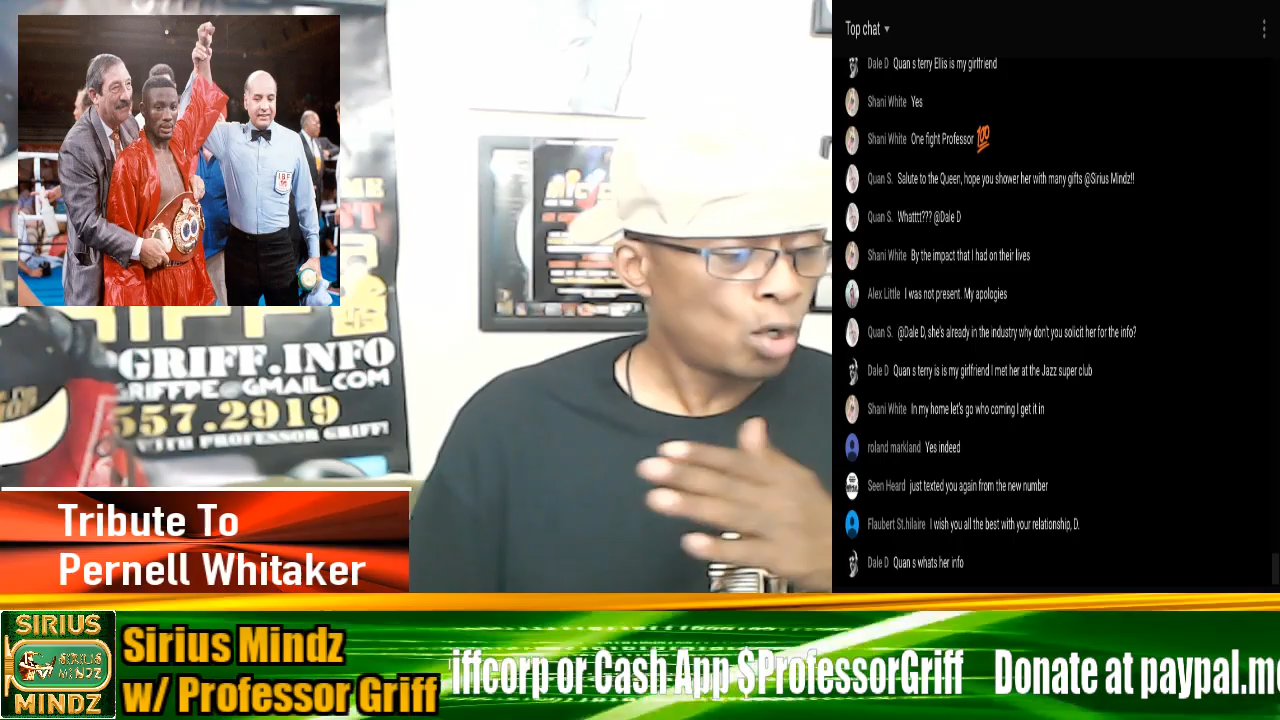 Top chat
Dale D Quan s terry Ellis is my girlfriend
Shani White Yes
Shani White One fight Professor 💯
Quan S. Salute to the Queen, hope you shower her with many gifts @Sirius Mindz!!
Quan S. Whatttt??? @Dale D
Shani White By the impact that I had on their lives
Alex Little I was not present. My apologies
Quan S. @Dale D, she's already in the industry why don't you solicit her for the info?
Dale D Quan s terry is is my girlfriend I met her at the Jazz super club
Shani White In my home let's go who coming I get it in
roland markland Yes indeed
Seen Heard just texted you again from the new number
Flaubert St.hilaire I wish you all the best with your relationship, D.
Dale D Quan s whats her info
IBF
GRIFF.INFO
GRIFFPE@GMAIL.COM
557.2919
WITH PROFESSOR GRIFF!
Tribute To
Pernell Whitaker
SIRIUS
MINDZ
SIRIUS
MINDZ
Sirius Mindz
w/ Professor Griff
iffcorp or Cash App $ProfessorGriff Donate at paypal.me